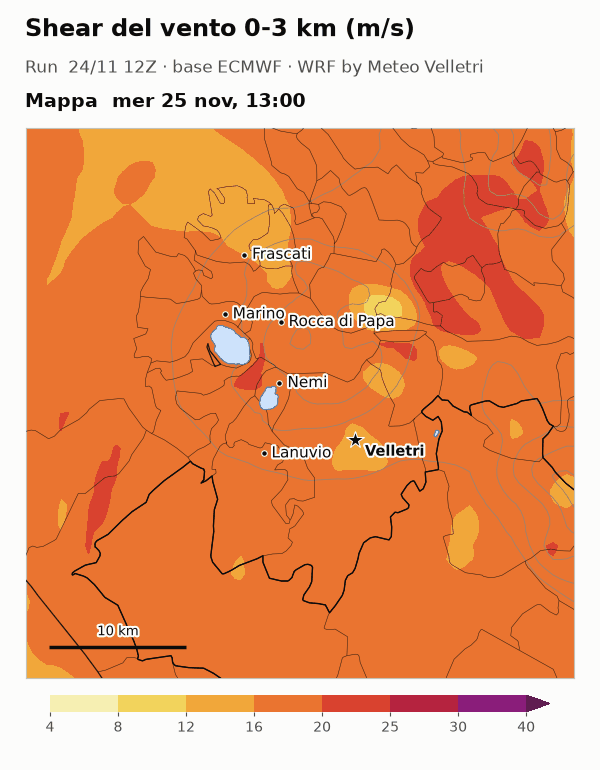 Shear del vento 0-3 km (m/s)
Run 24/11 12Z · base ECMWF · WRF by Meteo Velletri
Mappa mer 25 nov, 13:00
Frascati
Marino
Rocca di Papa
Nemi
Velletri
Lanuvio
10 km
4 8 12 16 20 25 30 40